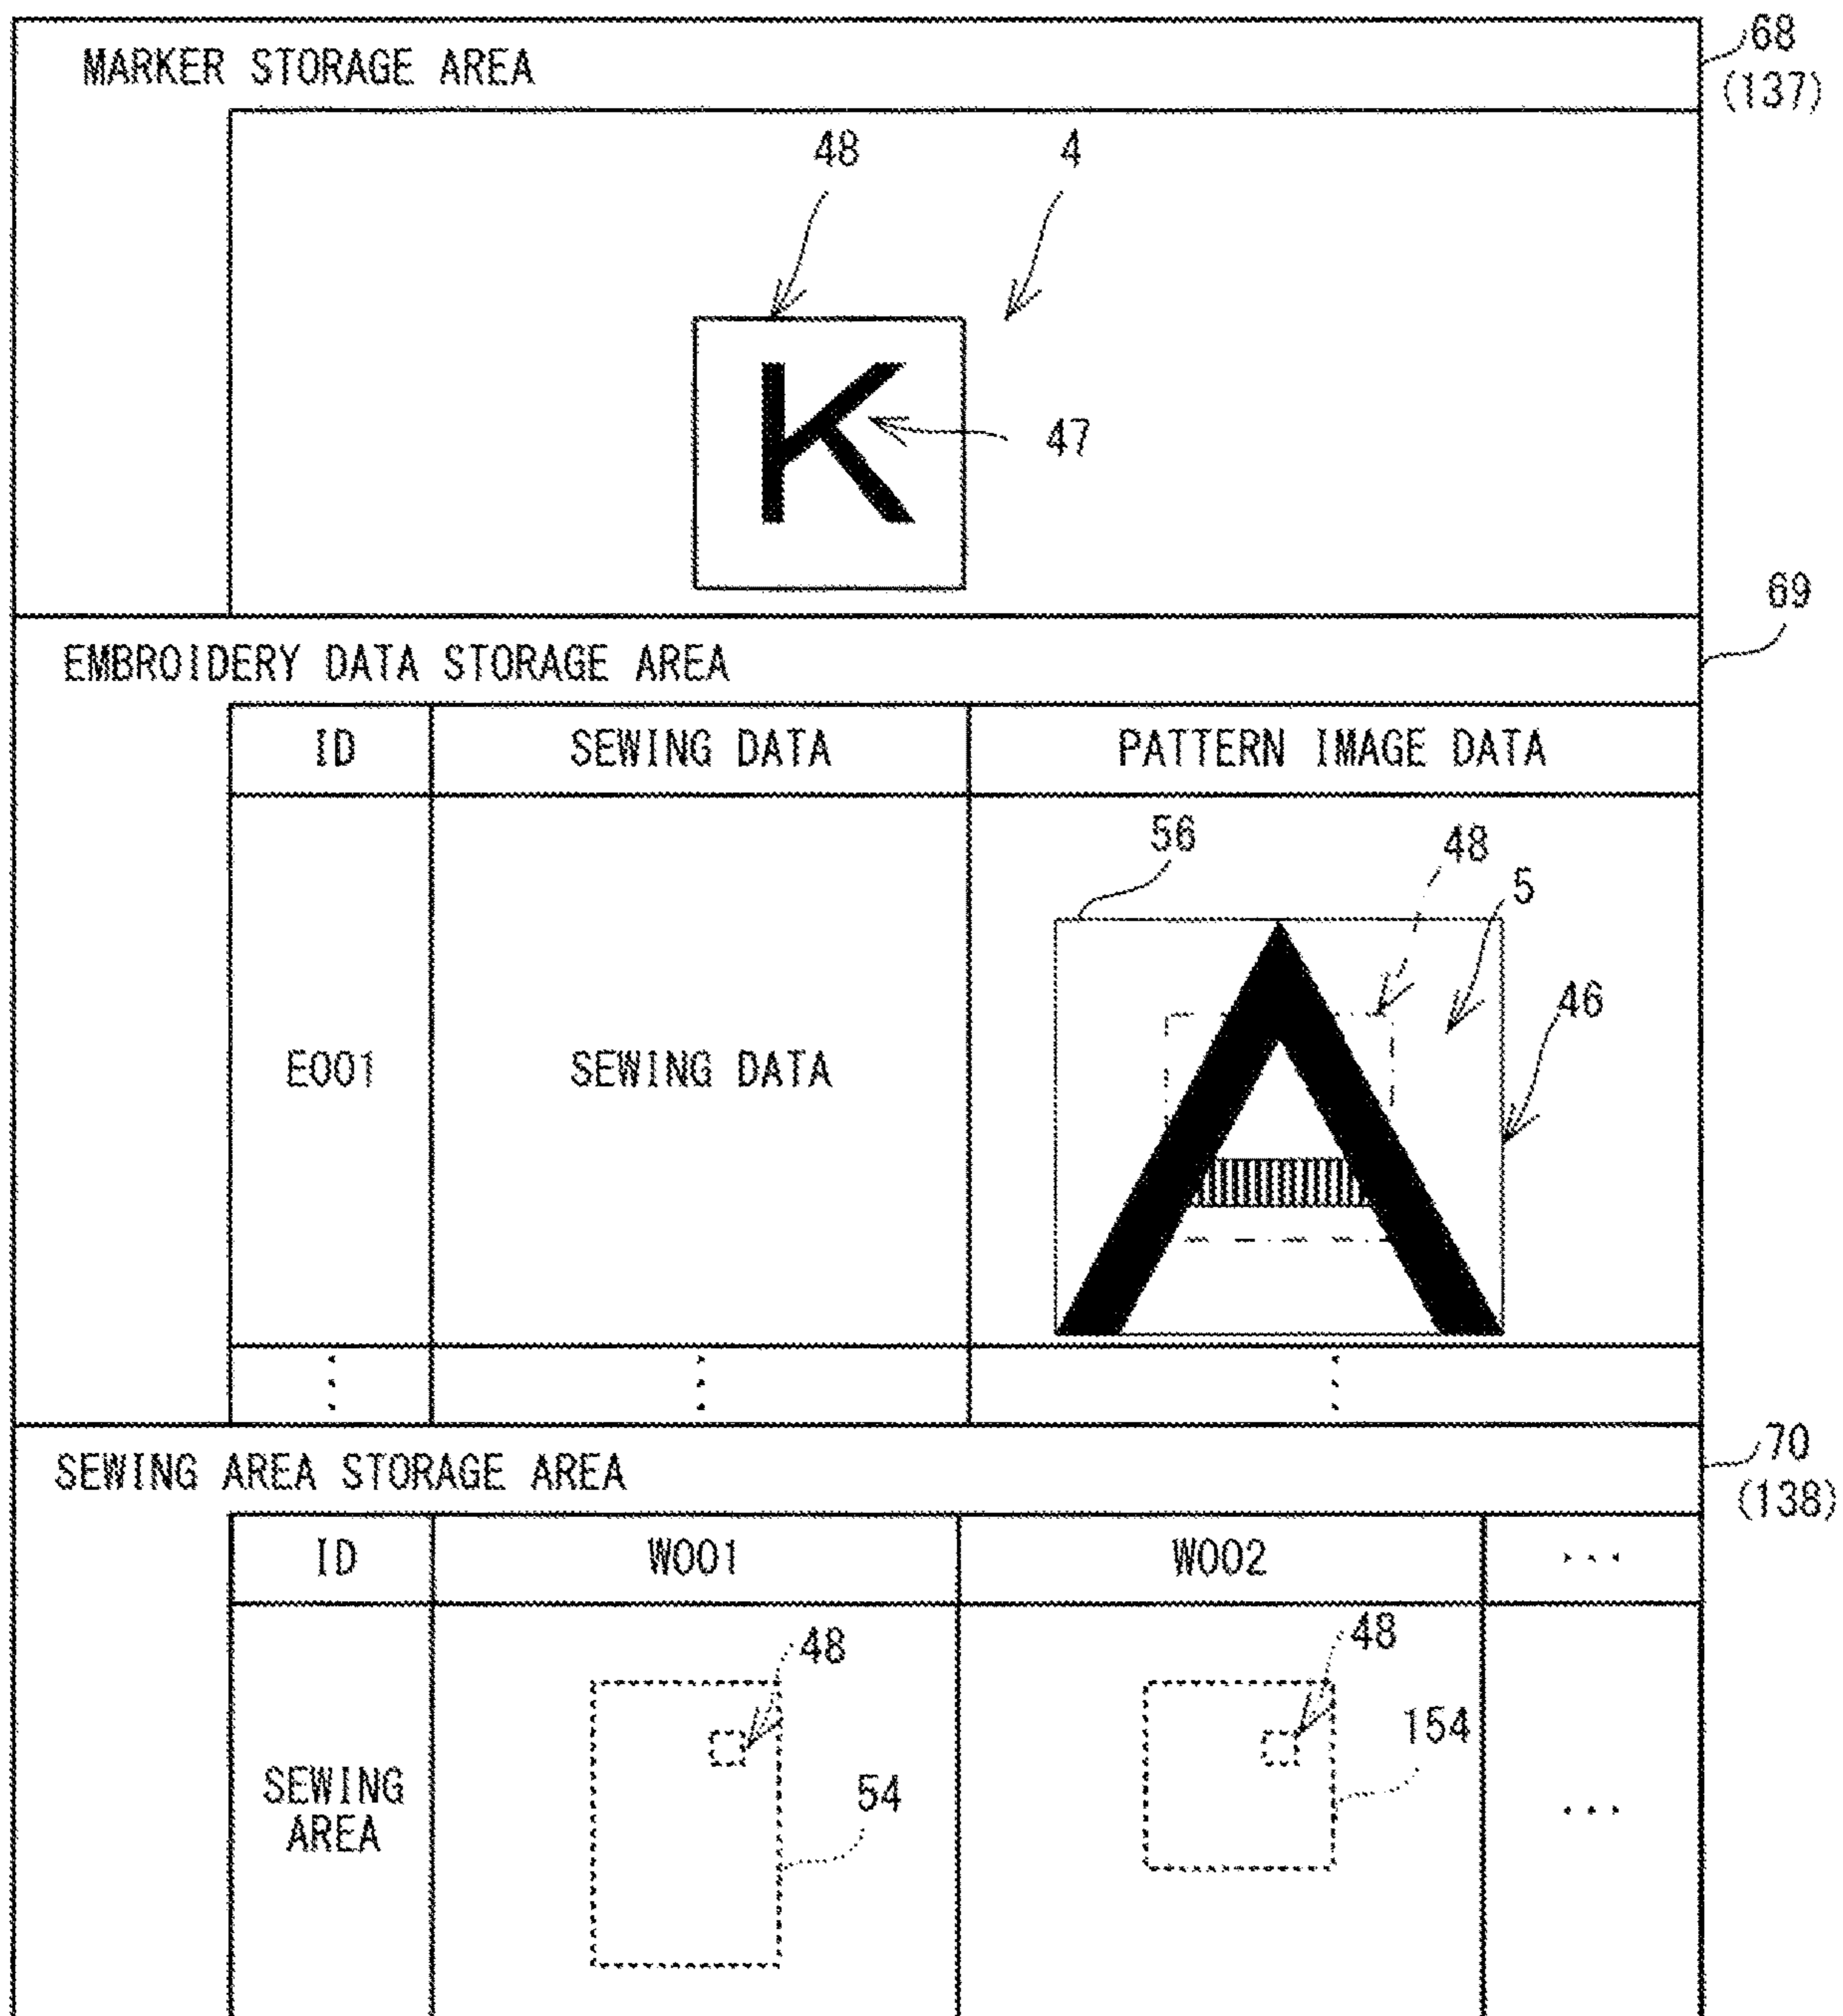 MARKER STORAGE AREA
68
(137)
48
4
K
47
69
EMBROIDERY DATA STORAGE AREA
ID
SEWING DATA
PATTERN IMAGE DATA
56
48
5
46
A
E001
SEWING DATA
70
(138)
SEWING AREA STORAGE AREA
ID
W001
W002
...
48
48
154
54
SEWING
AREA
...